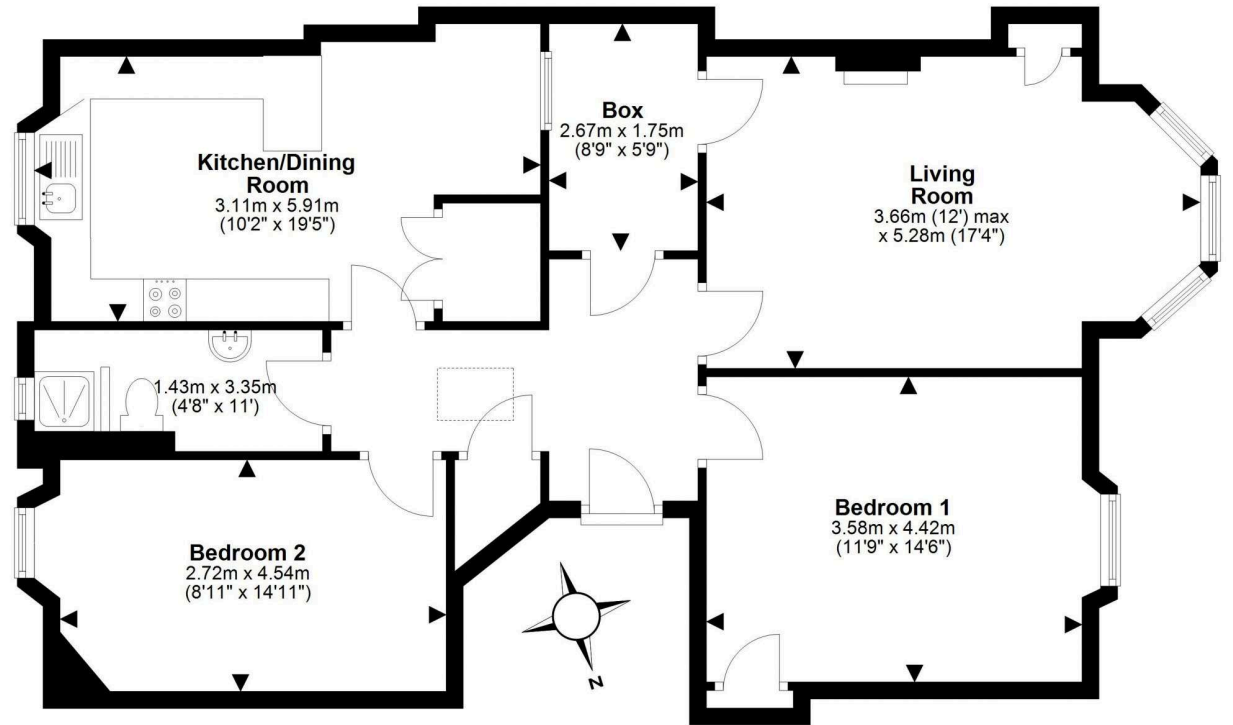 Kitchen/Dining
Room
3.11m x 5.91m
(10'2" x 19'5")
Box
2.67m x 1.75m
(8'9" x 5'9")
Living
Room
3.66m (12') max
x 5.28m (17'4")
1.43m x 3.35m
(4'8" x 11')
Bedroom 2
2.72m x 4.54m
(8'11" x 14'11")
Bedroom 1
3.58m x 4.42m
(11'9" x 14'6")
N